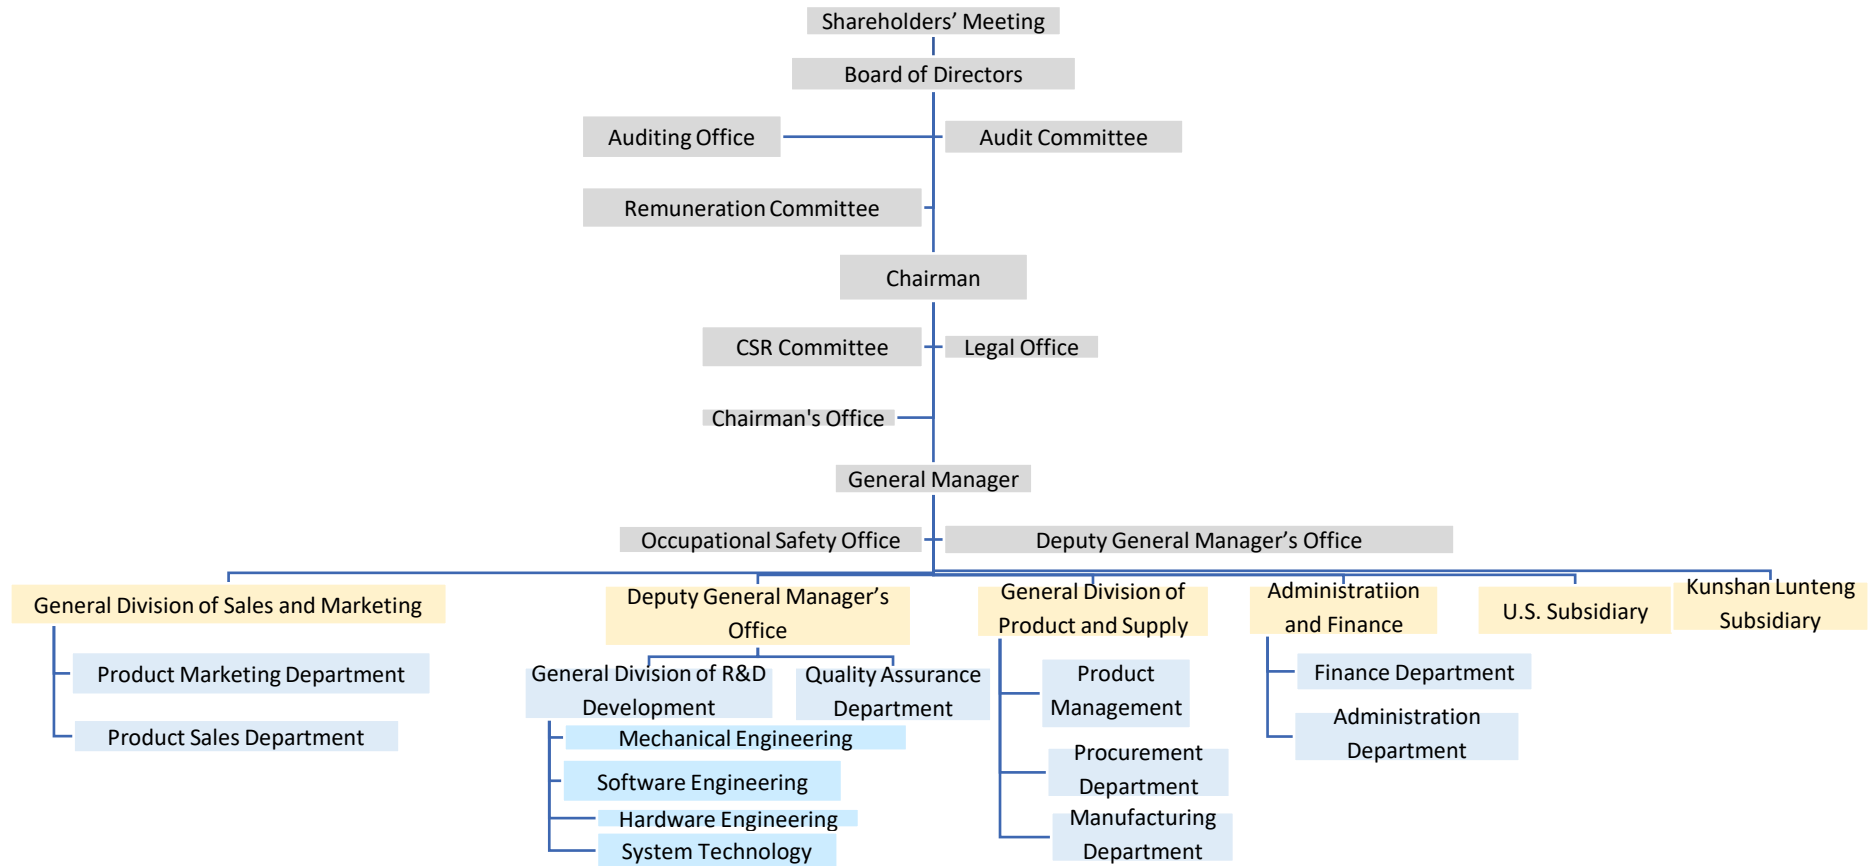 Shareholders’ Meeting
Board of Directors
Auditing Office
Audit Committee
Remuneration Committee
Chairman
CSR Committee
Legal Office
Chairman's Office
General Manager
Occupational Safety Office
Deputy General Manager’s Office
General Division of Sales and Marketing
Product Marketing Department
Product Sales Department
Deputy General Manager’s
Office
General Division of R&D
Development
Mechanical Engineering
Software Engineering
Hardware Engineering
System Technology
Quality Assurance
Department
General Division of
Product and Supply
Product
Management
Procurement
Department
Manufacturing
Department
Administratiion
and Finance
Finance Department
Administration
Department
U.S. Subsidiary
Kunshan Lunteng
Subsidiary